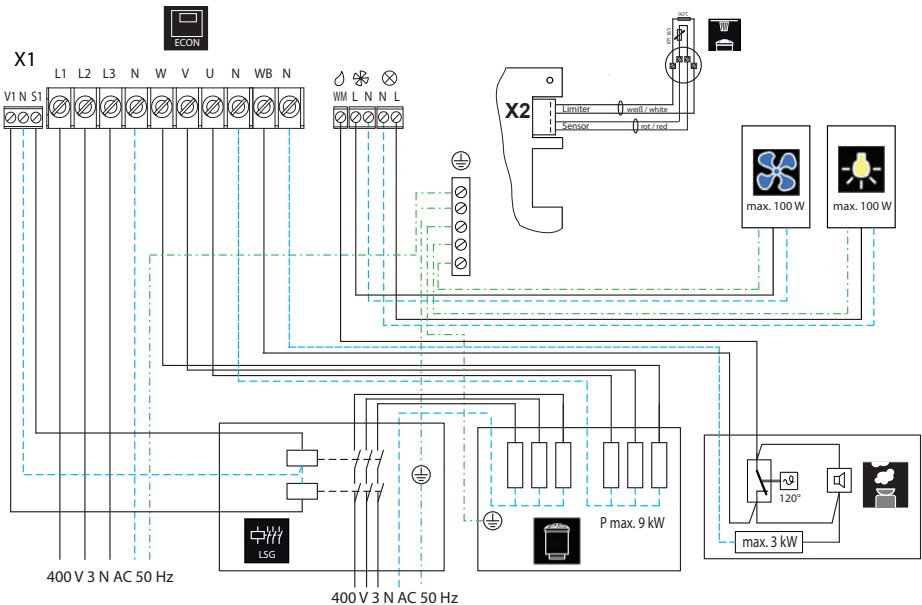 ECON
X1
L1 L2 L3 N W V U N WB N
V1 N S1
WM L N N L
142°C
KTY
X2
Limiter weiß / white
Sensor rot / red
max. 100 W
max. 100 W
120°
P max. 9 kW
max. 3 kW
LSG
400 V 3 N AC 50 Hz
400 V 3 N AC 50 Hz